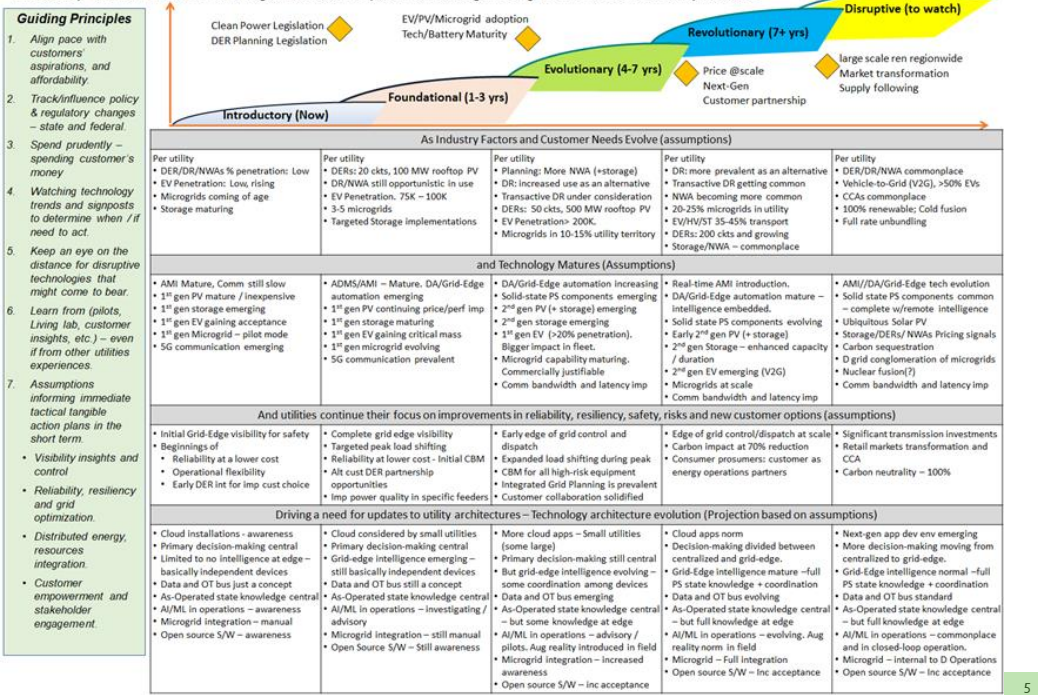 Guiding Principles
1. Align pace with
customers'
aspirations, and
affordability.
2. Track/influence policy
& regulatory changes
– state and federal.
3. Spend prudently –
spending customer's
money
4. Watching technology
trends and signposts
to determine when / if
need to act.
5. Keep an eye on the
distance for disruptive
technologies that
might come to bear.
6. Learn from (pilots,
Living lab, customer
insights, etc.) – even
if from other utilities
experiences.
7. Assumptions
informing immediate
tactical tangible
action plans in the
short term.
• Visibility insights and
control
• Reliability, resiliency
and grid
optimization.
• Distributed energy,
resources
integration.
• Customer
empowerment and
stakeholder
engagement.
Clean Power Legislation
DER Planning Legislation
EV/PV/Microgrid adoption
Tech/Battery Maturity
Price @scale
Next-Gen
Customer partnership
large scale ren regionwide
Market transformation
Supply following
Introductory (Now)
Foundational (1-3 yrs)
Evolutionary (4-7 yrs)
Revolutionary (7+ yrs)
Disruptive (to watch)
As Industry Factors and Customer Needs Evolve (assumptions)
Per utility
• DER/DR/NWAs % penetration: Low
• EV Penetration: Low, rising
• Microgrids coming of age
• Storage maturing
Per utility
• DERs: 20 ckts, 100 MW rooftop PV
• DR/NWA still opportunistic in use
• EV Penetration. 75K – 100K
• 3-5 microgrids
• Targeted Storage implementations
Per utility
• Planning: More NWA (+storage)
• DR: increased use as an alternative
• Transactive DR under consideration
• DERs: 50 ckts, 500 MW rooftop PV
• EV Penetration> 200K.
• Microgrids in 10-15% utility territory
Per utility
• DR: more prevalent as an alternative
• Transactive DR getting common
• NWA becoming more common
• 20-25% microgrids in utility
• EV/HV/ST 35-45% transport
• DERs: 200 ckts and growing
• Storage/NWA – commonplace
Per utility
• DER/DR/NWA commonplace
• Vehicle-to-Grid (V2G), >50% EVs
• CCAs commonplace
• 100% renewable; Cold fusion
• Full rate unbundling
and Technology Matures (Assumptions)
• AMI Mature, Comm still slow
• 1st gen PV mature / inexpensive
• 1st gen storage emerging
• 1st gen EV gaining acceptance
• 1st gen Microgrid – pilot mode
• 5G communication emerging
• ADMS/AMI – Mature. DA/Grid-Edge
automation emerging
• 1st gen PV continuing price/perf imp
• 1st gen storage maturing
• 1st gen EV gaining critical mass
• 1st gen microgrid evolving
• 5G communication prevalent
• DA/Grid-Edge automation increasing
• Solid-state PS components emerging
• 2nd gen PV (+ storage) emerging
• 2nd gen storage emerging
• 1st gen EV (>20% penetration).
Bigger impact in fleet.
• Microgrid capability maturing.
Commercially justifiable
• Comm bandwidth and latency imp
• Real-time AMI introduction.
• DA/Grid-Edge automation mature –
intelligence embedded.
• Solid state PS components evolving
• Early 2nd gen PV (+ storage)
• 2nd gen Storage – enhanced capacity
/ duration
• 2nd gen EV emerging (V2G)
• Microgrids at scale
• Comm bandwidth and latency imp
• AMI//DA/Grid-Edge tech evolution
• Solid state PS components common
– complete w/remote intelligence
• Ubiquitous Solar PV
• Storage/DERs/ NWAs Pricing signals
• Carbon sequestration
• D grid conglomeration of microgrids
• Nuclear fusion(?)
• Comm bandwidth and latency imp
And utilities continue their focus on improvements in reliability, resiliency, safety, risks and new customer options (assumptions)
• Initial Grid-Edge visibility for safety
• Beginnings of
• Reliability at a lower cost
• Operational flexibility
• Early DER int for imp cust choice
• Complete grid edge visibility
• Targeted peak load shifting
• Reliability at lower cost - Initial CBM
• Alt cust DER partnership
opportunities
• Imp power quality in specific feeders
• Early edge of grid control and
dispatch
• Expanded load shifting during peak
• CBM for all high-risk equipment
• Integrated Grid Planning is prevalent
• Customer collaboration solidified
• Edge of grid control/dispatch at scale
• Carbon impact at 70% reduction
• Consumer prosumers: customer as
energy operations partners
• Significant transmission investments
• Retail markets transformation and
CCA
• Carbon neutrality – 100%
Driving a need for updates to utility architectures – Technology architecture evolution (Projection based on assumptions)
• Cloud installations - awareness
• Primary decision-making central
• Limited to no intelligence at edge –
basically independent devices
• Data and OT bus just a concept
• As-Operated state knowledge central
• AI/ML in operations – awareness
• Microgrid integration – manual
• Open source S/W – awareness
• Cloud considered by small utilities
• Primary decision-making central
• Grid-edge intelligence emerging –
still basically independent devices
• Data and OT bus still a concept
• As-Operated state knowledge central
• AI/ML in operations – investigating /
advisory
• Microgrid integration – still manual
• Open Source S/W – Still awareness
• More cloud apps – Small utilities
(some large)
• Primary decision-making still central
• But grid-edge intelligence evolving –
some coordination among devices
• Data and OT bus emerging
• As-Operated state knowledge central
– but some knowledge at edge
• AI/ML in operations – advisory /
pilots. Aug reality introduced in field
• Microgrid integration – increased
awareness
• Open source S/W – inc acceptance
• Cloud apps norm
• Decision-making divided between
centralized and grid-edge.
• Grid-Edge Intelligence mature –full
PS state knowledge + coordination
• Data and OT bus evolving
• As-Operated state knowledge central
– but full knowledge at edge
• AI/ML in operations – evolving. Aug
reality norm in field
• Microgrid – Full integration
• Open source S/W – Inc acceptance
• Next-gen app dev env emerging
• More decision-making moving from
centralized to grid-edge.
• Grid-Edge Intelligence normal –full
PS state knowledge + coordination
• Data and OT bus standard
• As-Operated state knowledge central
– but full knowledge at edge
• AI/ML in operations – commonplace
and in closed-loop operation.
• Microgrid – internal to D Operations
• Open source S/W – Inc acceptance
5